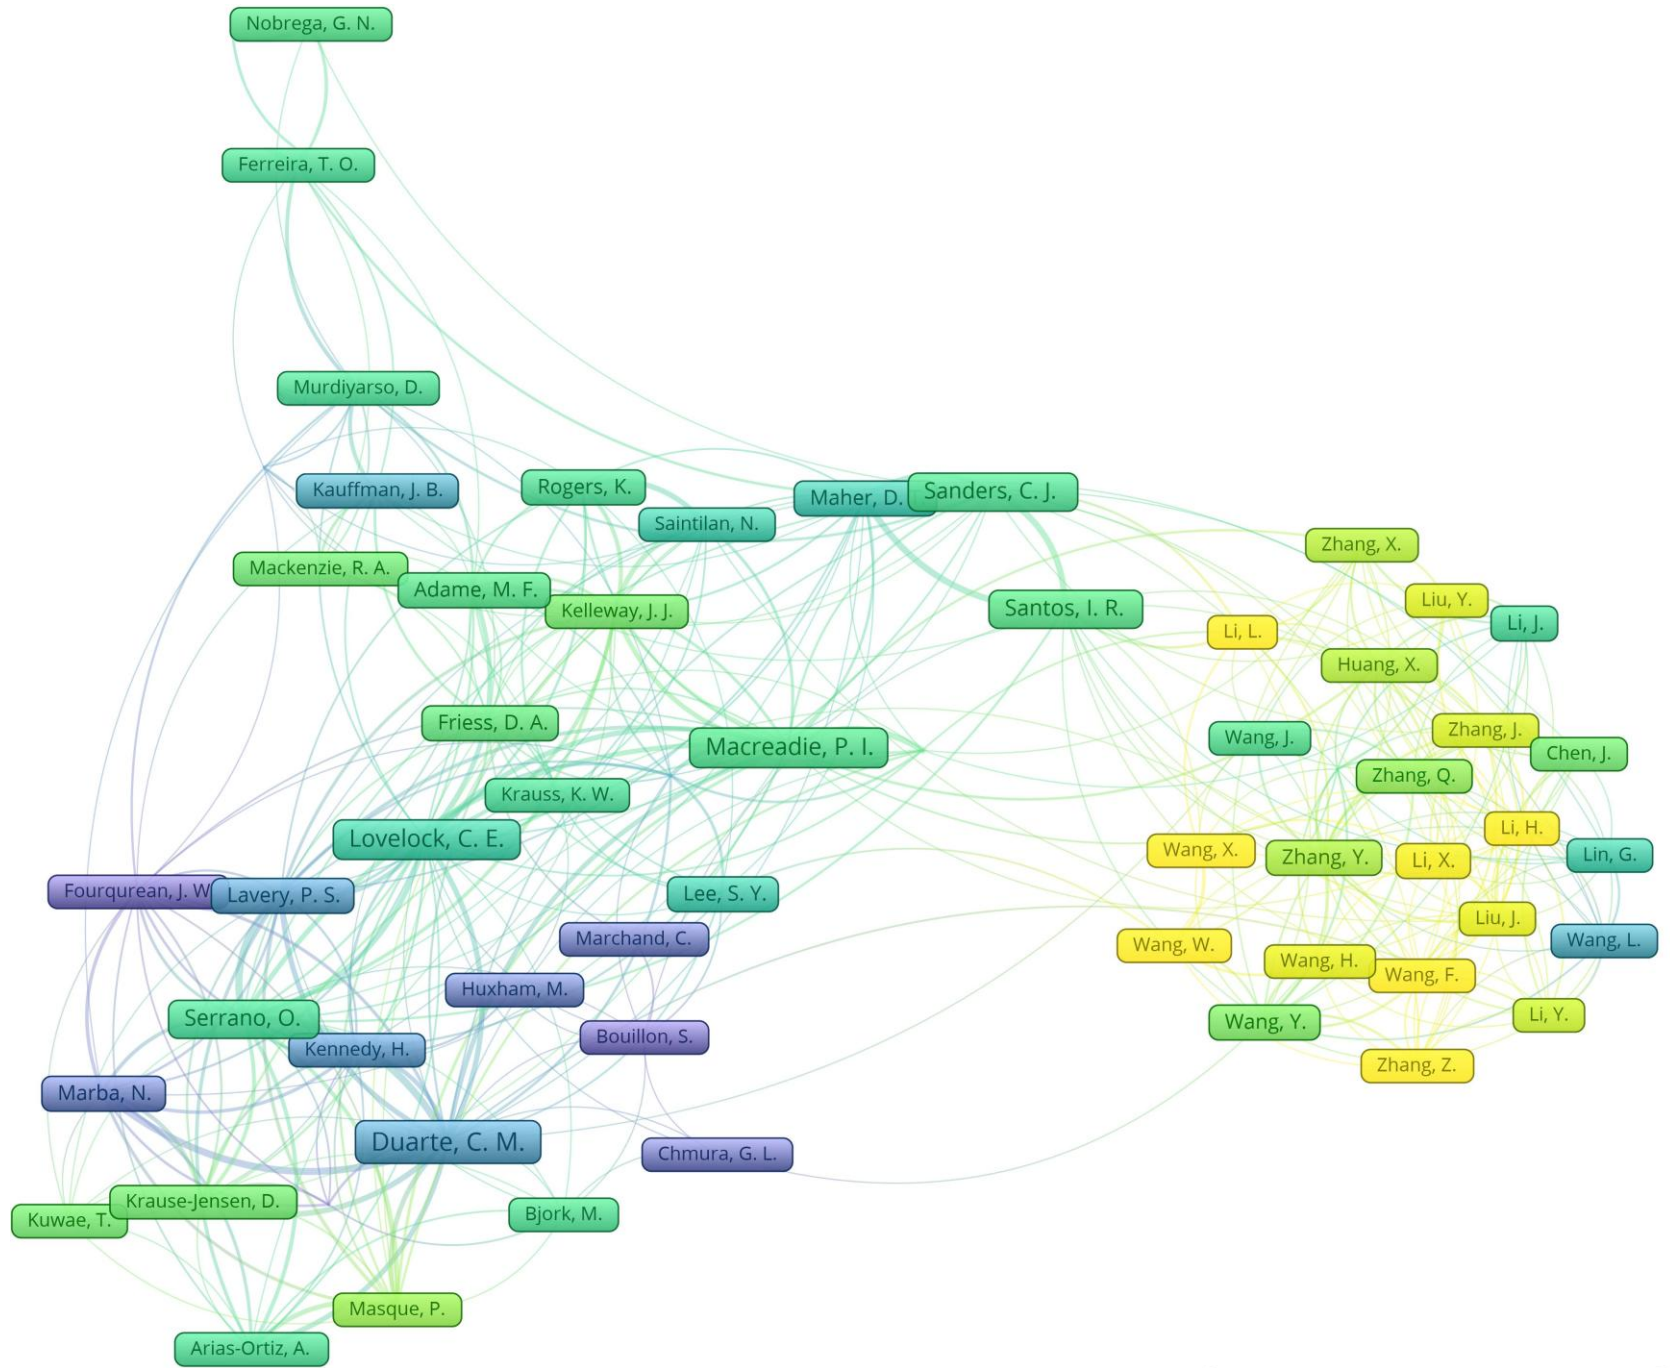 Nobrega, G. N.
Ferreira, T. O.
Murdiyarso, D.
Kauffman, J. B.
Rogers, K.
Saintilan, N.
Maher, D.
Sanders, C. J.
Zhang, X.
Mackenzie, R. A.
Adame, M. F.
Kelleway, J. J.
Santos, I. R.
Liu, Y.
Li, J.
Li, L.
Huang, X.
Friess, D. A.
Macreadie, P. I.
Wang, J.
Zhang, J.
Chen, J.
Zhang, Q.
Krauss, K. W.
Lovelock, C. E.
Li, H.
Wang, X.
Zhang, Y.
Li, X.
Lin, G.
Fourqurean, J. W
Lavery, P. S.
Lee, S. Y.
Liu, J.
Marchand, C.
Wang, W.
Wang, L.
Wang, H.
Wang, F.
Huxham, M.
Serrano, O.
Wang, Y.
Li, Y.
Kennedy, H.
Bouillon, S.
Zhang, Z.
Marba, N.
Duarte, C. M.
Chmura, G. L.
Krause-Jensen, D.
Kuwae, T.
Bjork, M.
Masque, P.
Arias-Ortiz, A.